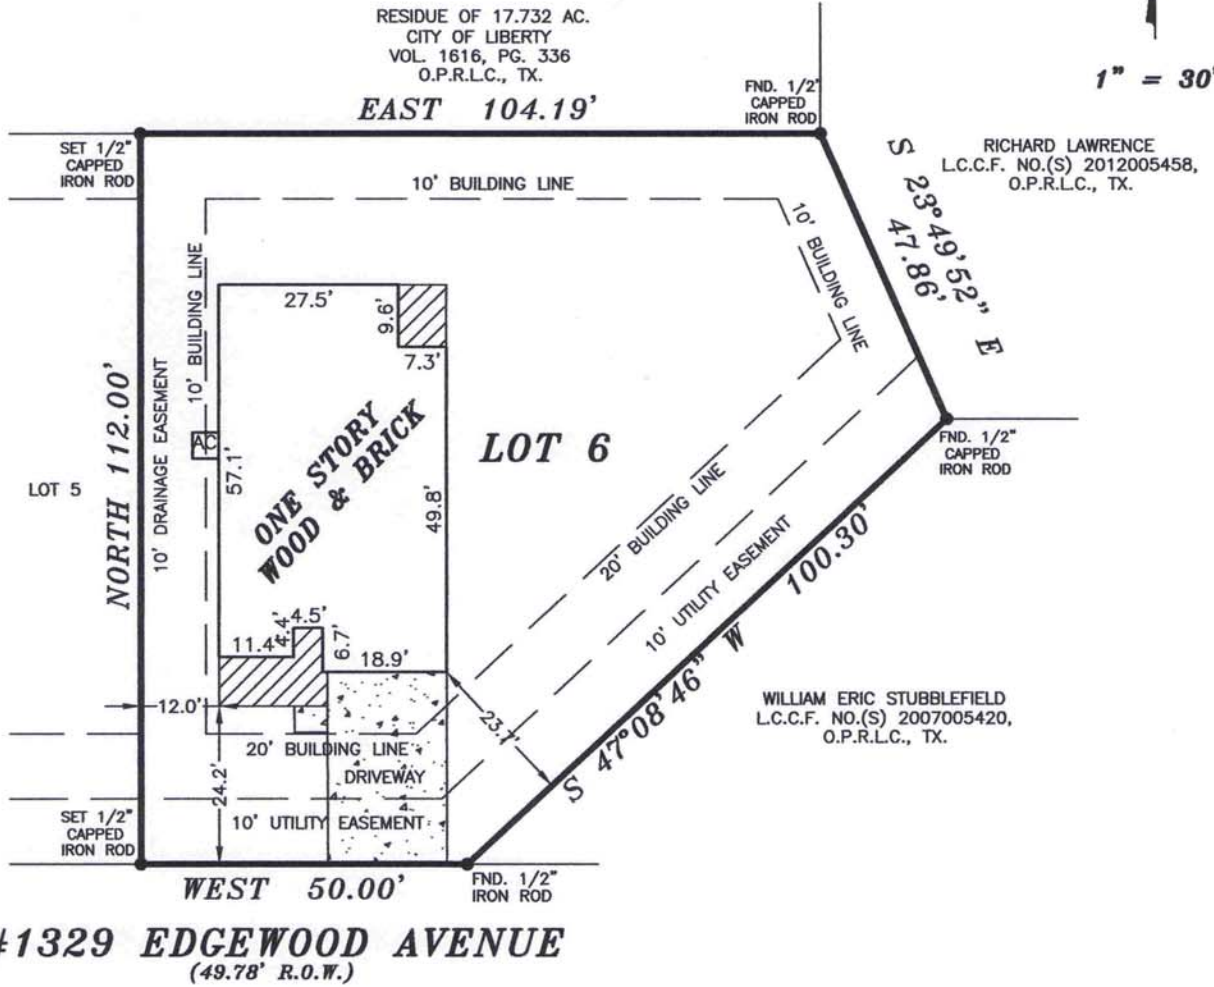 RESIDUE OF 17.732 AC.
CITY OF LIBERTY
VOL. 1616, PG. 336
O.P.R.L.C., TX.
EAST 104.19'
FND. 1/2"
CAPPED
IRON ROD
1" = 30'
SET 1/2"
CAPPED
IRON ROD
RICHARD LAWRENCE
L.C.C.F. NO.(S) 2012005458,
O.P.R.L.C., TX.
S 23°49'52" E
47.86'
10' BUILDING LINE
10' BUILDING LINE
10' BUILDING LINE
27.5'
9.6'
7.3'
NORTH 112.00'
10' DRAINAGE EASEMENT
AC
57.1'
ONE STORY
WOOD & BRICK
49.8'
LOT 6
LOT 5
FND. 1/2"
CAPPED
IRON ROD
20' BUILDING LINE
10' UTILITY EASEMENT
S 47°08'46" W 100.30'
11.4'
4.4'
4.5'
6.7'
18.9'
12.0'
23.7'
WILLIAM ERIC STUBBLEFIELD
L.C.C.F. NO.(S) 2007005420,
O.P.R.L.C., TX.
20' BUILDING LINE
24.2'
DRIVEWAY
10' UTILITY EASEMENT
SET 1/2"
CAPPED
IRON ROD
WEST 50.00'
FND. 1/2"
IRON ROD
#1329 EDGEWOOD AVENUE
(49.78' R.O.W.)